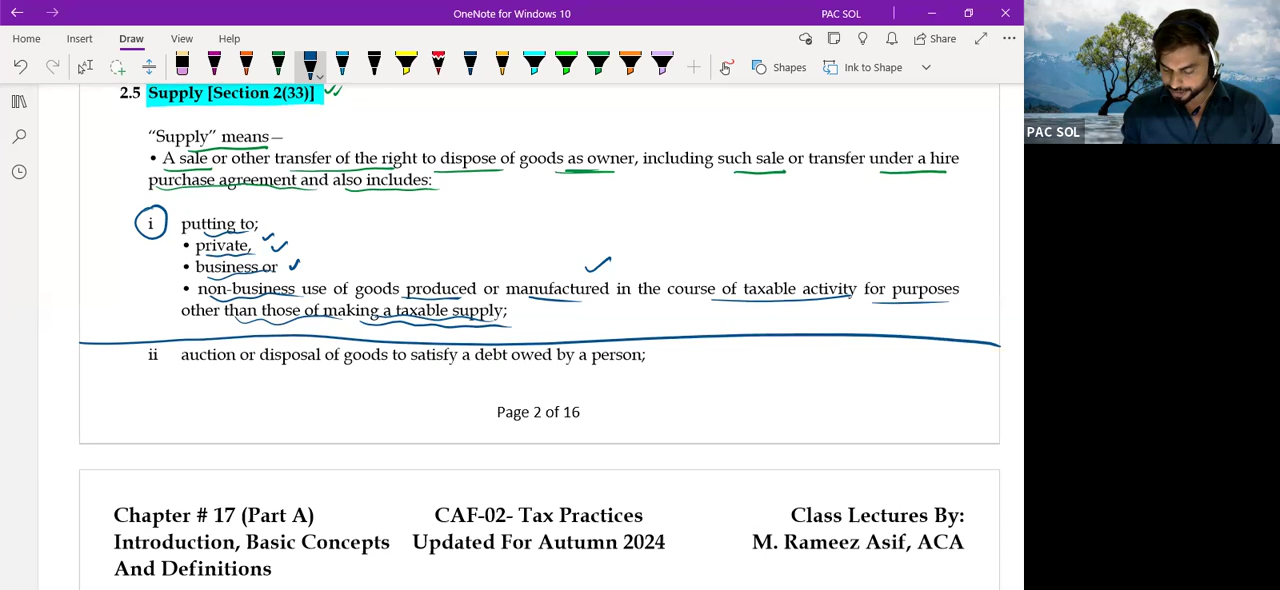 OneNote for Windows 10
PAC SOL
Home Insert Draw View Help
Share
Shapes
Ink to Shape
2.5 Supply [Section 2(33)]
“Supply” means—
• A sale or other transfer of the right to dispose of goods as owner, including such sale or transfer under a hire
purchase agreement and also includes:
i putting to;
• private,
• business or
• non-business use of goods produced or manufactured in the course of taxable activity for purposes
other than those of making a taxable supply;
ii auction or disposal of goods to satisfy a debt owed by a person;
Page 2 of 16
Chapter # 17 (Part A) CAF-02- Tax Practices Class Lectures By:
Introduction, Basic Concepts Updated For Autumn 2024 M. Rameez Asif, ACA
And Definitions
PAC SOL